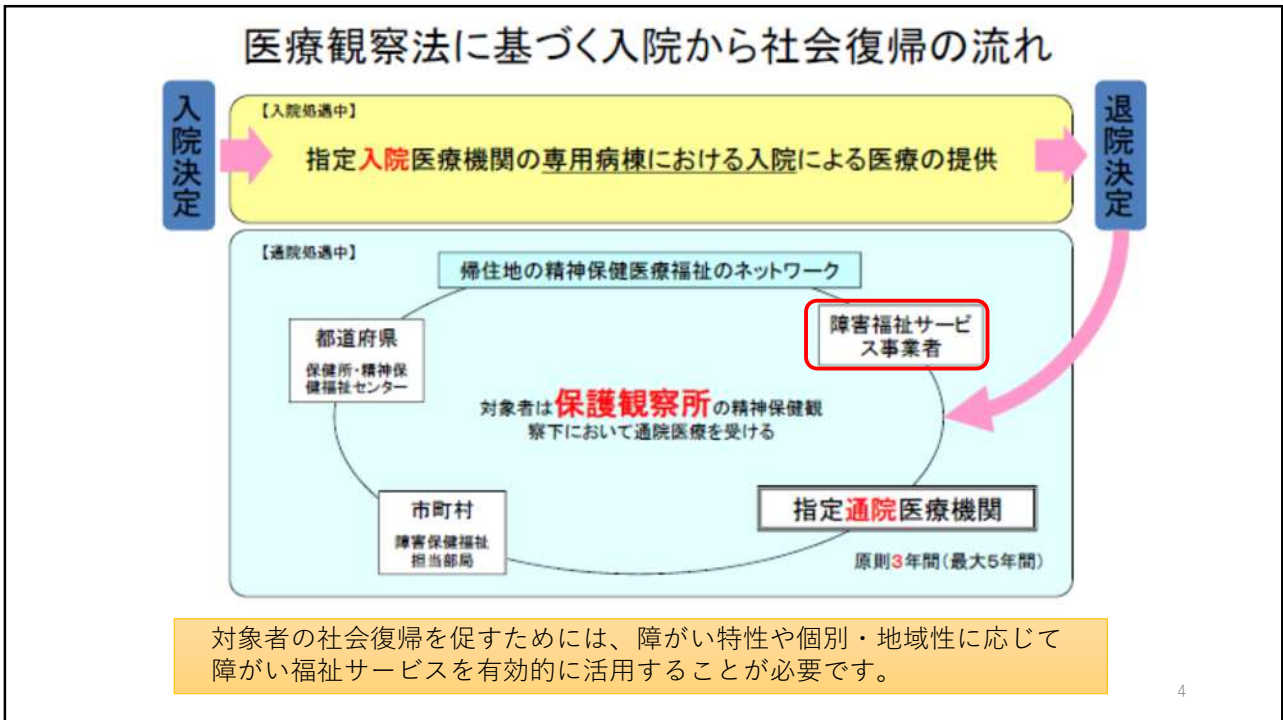 医療観察法に基づく入院から社会復帰の流れ
入院決定
【入院処遇中】
指定入院医療機関の専用病棟における入院による医療の提供
退院決定
【通院処遇中】
帰住地の精神保健医療福祉のネットワーク
都道府県
保健所・精神保
健福祉センター
障害福祉サービ
ス事業者
対象者は保護観察所の精神保健観
察下において通院医療を受ける
市町村
障害保健福祉
担当部局
指定通院医療機関
原則3年間(最大5年間)
対象者の社会復帰を促すためには、障がい特性や個別・地域性に応じて
障がい福祉サービスを有効的に活用することが必要です。
4